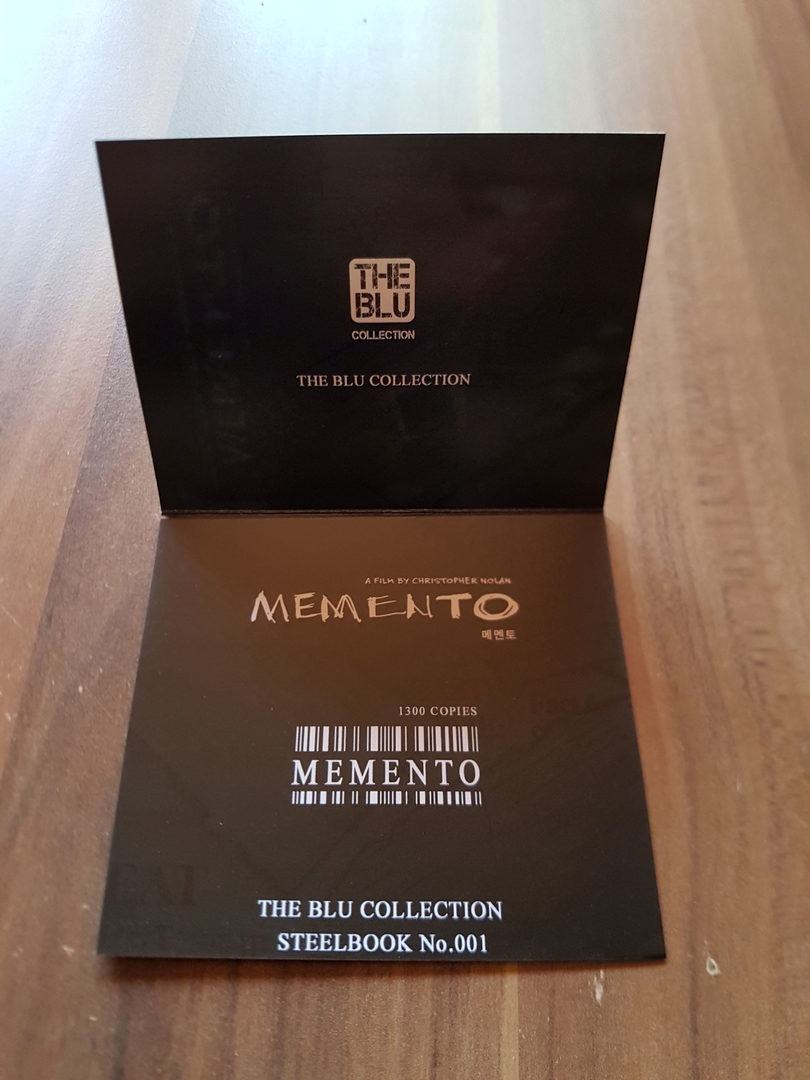 THE
BLU
COLLECTION
THE BLU COLLECTION
A FILM BY CHRISTOPHER NOLAN
MEMENTO
메멘토
1300 COPIES
MEMENTO
THE BLU COLLECTION
STEELBOOK No.001